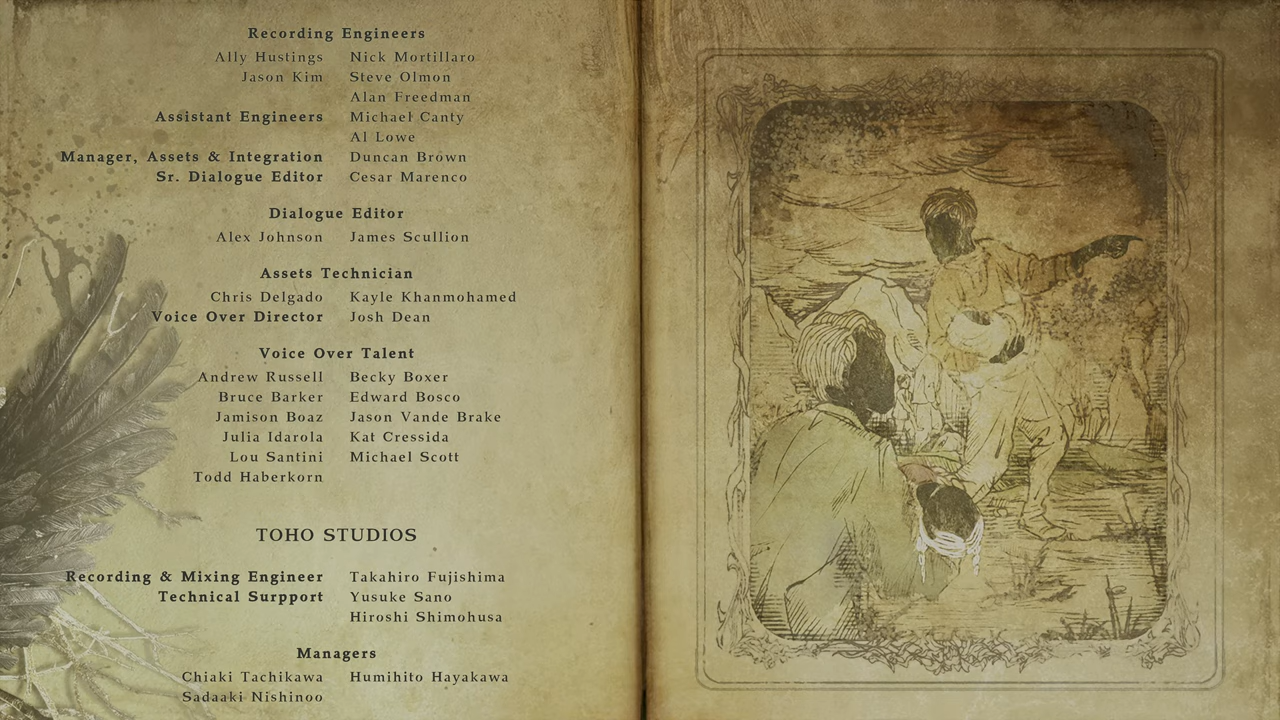 Recording Engineers
Ally Hustings Nick Mortillaro
Jason Kim Steve Olmon
Alan Freedman
Assistant Engineers Michael Canty
Al Lowe
Manager, Assets & Integration Duncan Brown
Sr. Dialogue Editor Cesar Marenco
Dialogue Editor
Alex Johnson James Scullion
Assets Technician
Chris Delgado Kayle Khanmohamed
Voice Over Director Josh Dean
Voice Over Talent
Andrew Russell Becky Boxer
Bruce Barker Edward Bosco
Jamison Boaz Jason Vande Brake
Julia Idarola Kat Cressida
Lou Santini Michael Scott
Todd Haberkorn
TOHO STUDIOS
Recording & Mixing Engineer Takahiro Fujishima
Technical Surpport Yusuke Sano
Hiroshi Shimohusa
Managers
Chiaki Tachikawa Humihito Hayakawa
Sadaaki Nishinoo